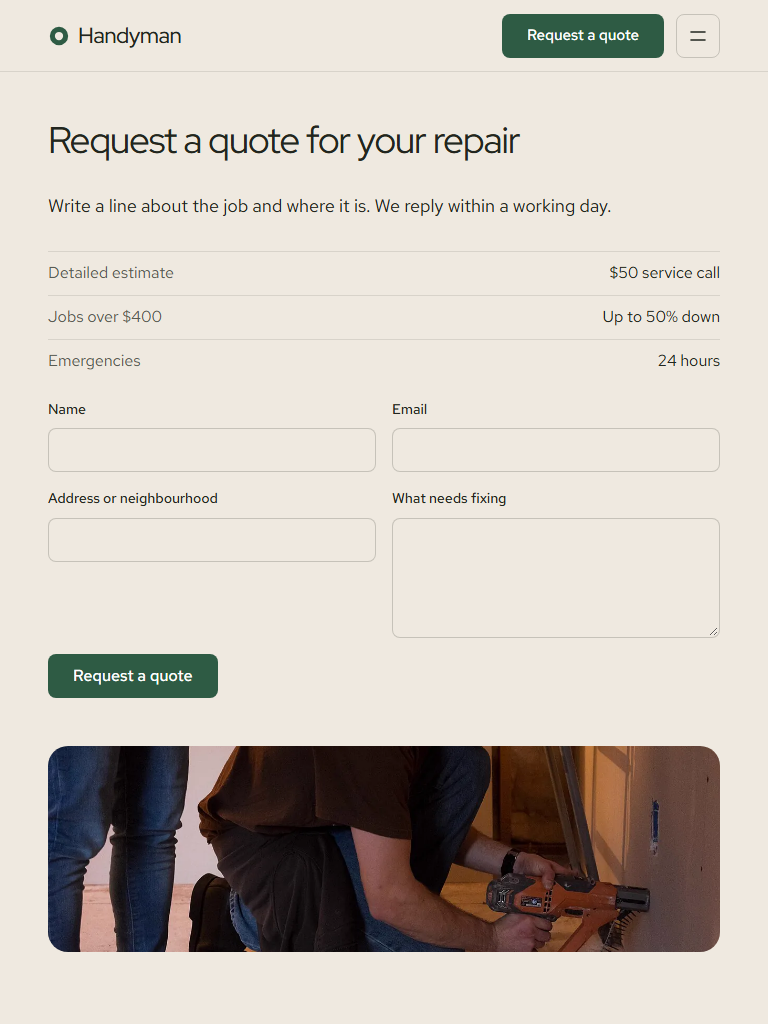 Handyman
Request a quote
Request a quote for your repair
Write a line about the job and where it is. We reply within a working day.
Detailed estimate
$50 service call
Jobs over $400
Up to 50% down
Emergencies
24 hours
Name
Email
Address or neighbourhood
What needs fixing
Request a quote